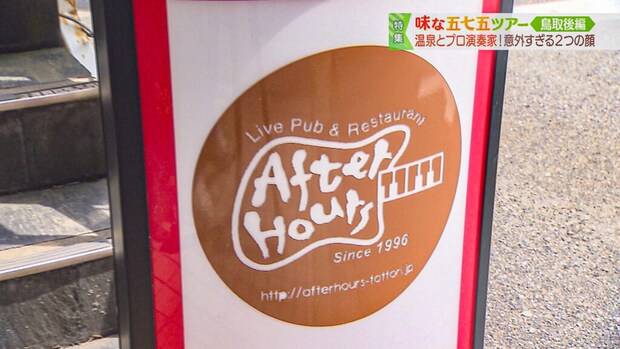 味な五七五ツアー 鳥取後編
特集
温泉とプロ演奏家!意外すぎる2つの顔
Live Pub & Restaurant
After
Hours
Since 1996
http://afterhours-tottori.jp